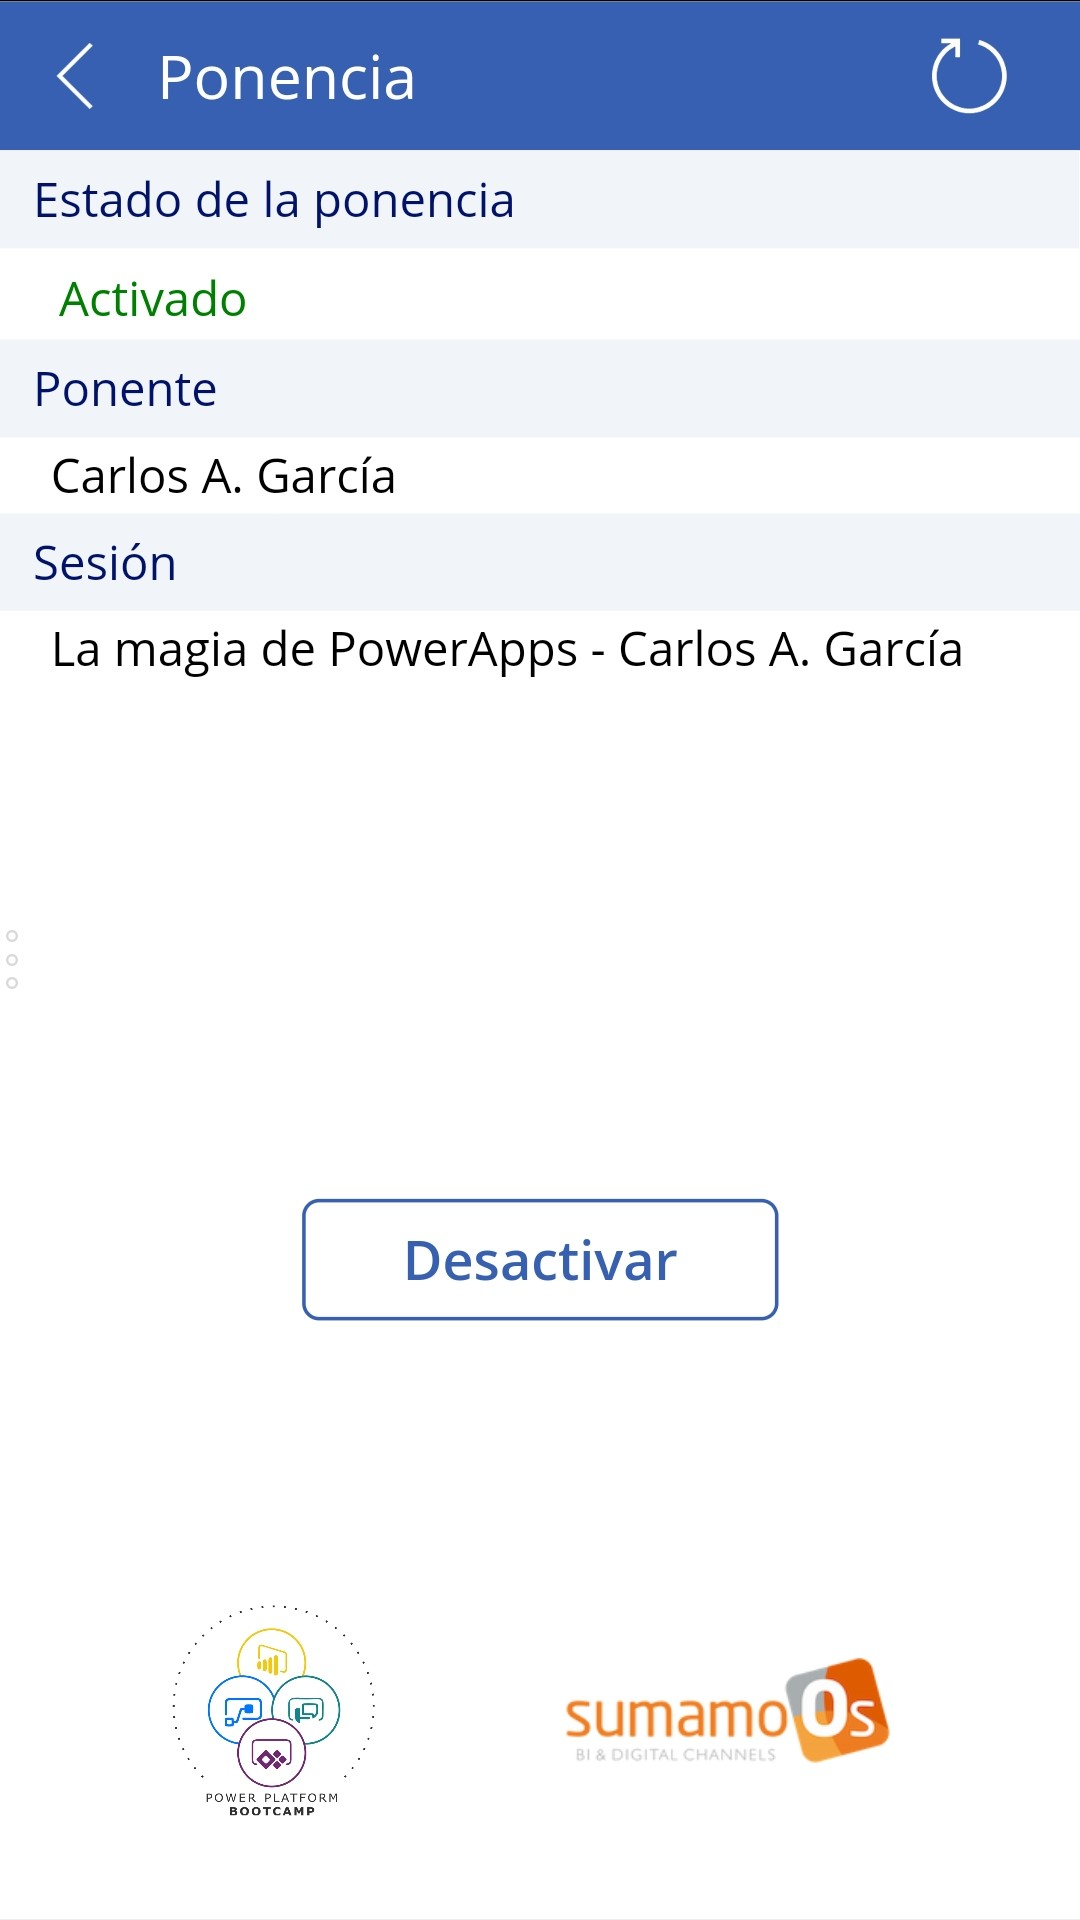 Ponencia
Estado de la ponencia
Activado
Ponente
Carlos A. García
Sesión
La magia de PowerApps - Carlos A. García
Desactivar
POWER PLATFORM
BOOTCAMP
sumamoOs
BI & DIGITAL CHANNELS